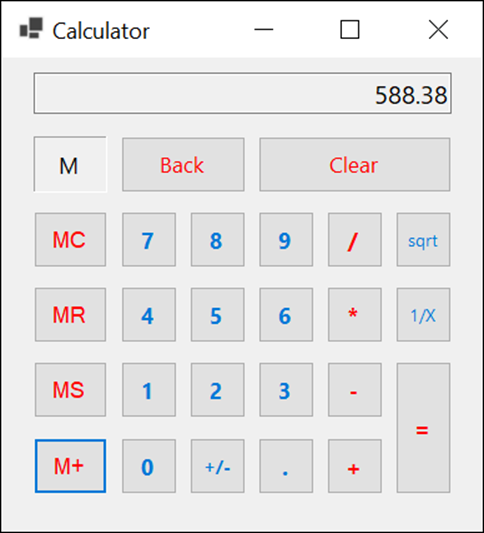 Calculator
588.38
M Back Clear
MC 7 8 9 / sqrt
MR 4 5 6 * 1/X
MS 1 2 3 - =
M+ 0 +/- . +